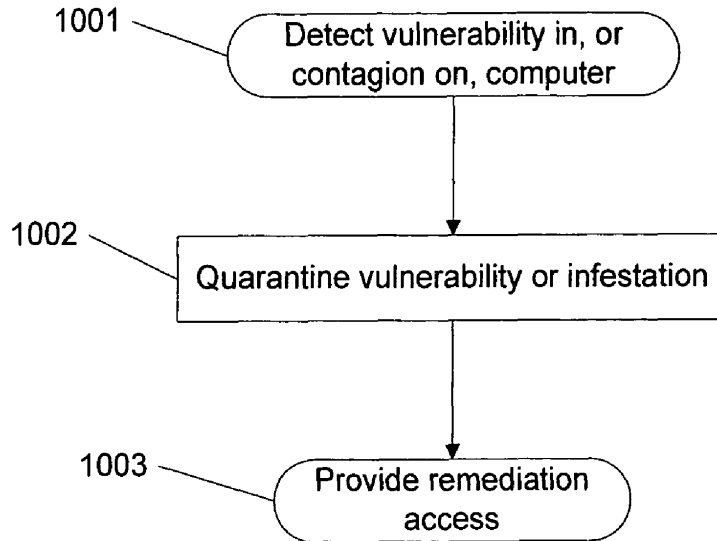 1001
Detect vulnerability in, or
contagion on, computer
1002
Quarantine vulnerability or infestation
1003
Provide remediation
access